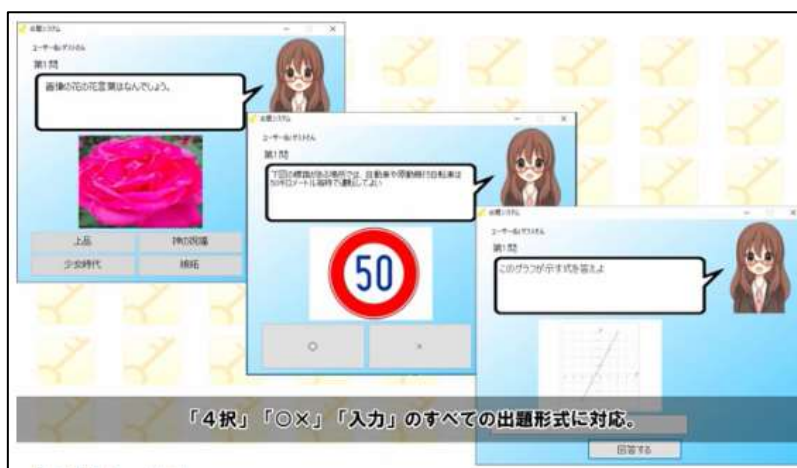 出題システム
ユーザー名:ゲストさん
第1問
画像の花の花言葉はなんでしょう。
上品
神の祝福
少女時代
嫉妬
出題システム
ユーザー名:ゲストさん
第1問
下図の標識がある場所では、自動車や原動機付自転車は
50キロメートル毎時で運転してよい
50
○
×
出題システム
ユーザー名:ゲストさん
第1問
このグラフが示す式を答えよ
回答する
「4択」「○×」「入力」のすべての出題形式に対応。